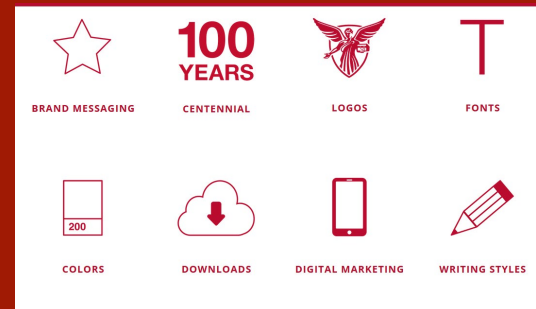 100
YEARS
BRAND MESSAGING
CENTENNIAL
LOGOS
T
FONTS
200
COLORS
DOWNLOADS
DIGITAL MARKETING
WRITING STYLES